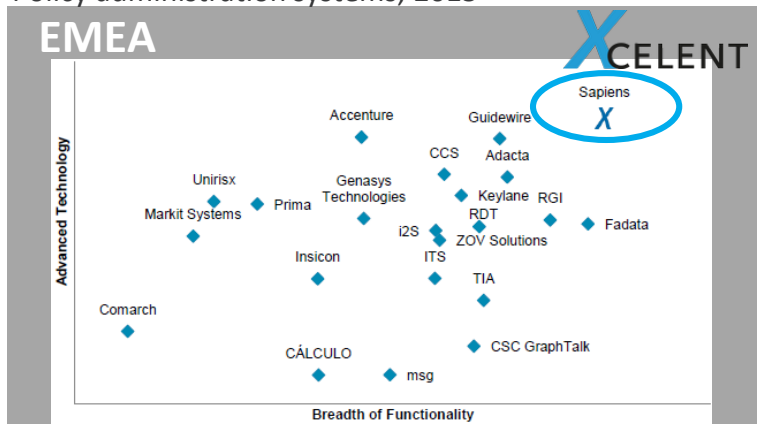 EMEA
XCELENT
Sapiens
X
Accenture
Guidewire
CCS
Adacta
Unirisx
Genasys
Technologies
Prima
Keylane
RGI
Markit Systems
RDT
Fadata
i2S
ZOV Solutions
Insicon
ITS
TIA
Comarch
CSC GraphTalk
CÁLCULO
msg
Advanced Technology
Breadth of Functionality